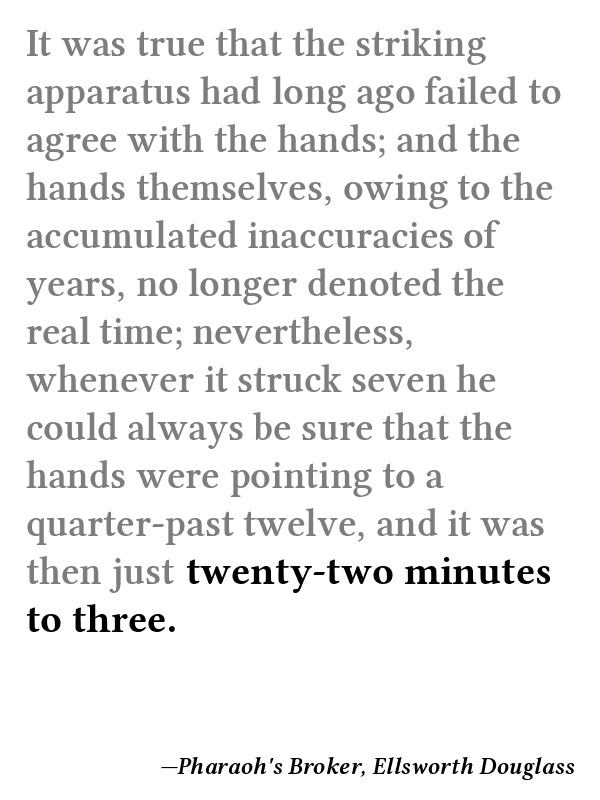 It was true that the striking
apparatus had long ago failed to
agree with the hands; and the
hands themselves, owing to the
accumulated inaccuracies of
years, no longer denoted the
real time; nevertheless,
whenever it struck seven he
could always be sure that the
hands were pointing to a
quarter-past twelve, and it was
then just twenty-two minutes
to three.
—Pharaoh's Broker, Ellsworth Douglass